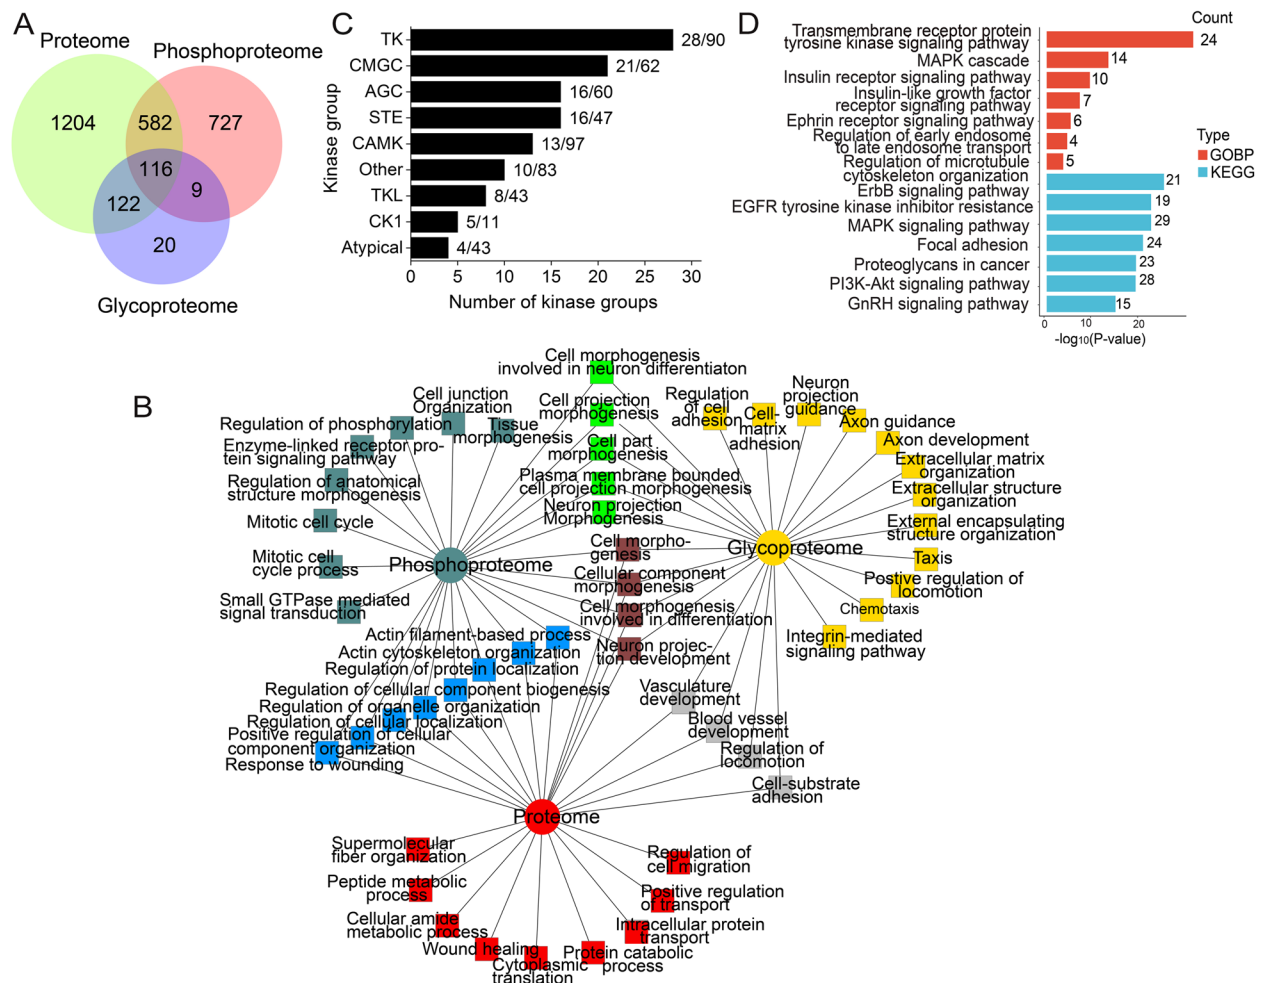 A
Proteome
Phosphoproteome
1204
582
727
116
122
9
20
Glycoproteome
C
Kinase group
TK
28/90
CMGC
21/62
AGC
16/60
STE
16/47
CAMK
13/97
Other
10/83
TKL
8/43
CK1
5/11
Atypical
4/43
0
5
10
15
20
25
30
Number of kinase groups
D
Count
Transmembrane receptor protein
tyrosine kinase signaling pathway
24
MAPK cascade
14
Insulin receptor signaling pathway
10
Insulin-like growth factor
receptor signaling pathway
7
Ephrin receptor signaling pathway
6
Regulation of early endosome
to late endosome transport
4
Regulation of microtubule
cytoskeleton organization
5
ErbB signaling pathway
21
EGFR tyrosine kinase inhibitor resistance
19
MAPK signaling pathway
29
Focal adhesion
24
Proteoglycans in cancer
23
PI3K-Akt signaling pathway
28
GnRH signaling pathway
15
0
10
20
-log10(P-value)
Type
GOBP
KEGG
B
Cell morphogenesis
involved in neuron differentiaton
Cell projection
morphogenesis
Cell part
morphogenesis
Plasma membrane bounded
cell projection morphogenesis
Neuron projection
Morphogenesis
Cell junction
Organization
Tissue
morphogenesis
Regulation of phosphorylation
Enzyme-linked receptor pro-
tein signaling pathway
Regulation of anatomical
structure morphogenesis
Mitotic cell cycle
Mitotic cell
cycle process
Small GTPase mediated
signal transduction
Phosphoproteome
Regulation
of cell
adhesion
Cell-
matrix
adhesion
Neuron
projection
guidance
Axon guidance
Axon development
Extracellular matrix
organization
Extracellular structure
organization
External encapsulating
structure organization
Taxis
Postive regulation of
locomotion
Chemotaxis
Integrin-mediated
signaling pathway
Glycoproteome
Cell morpho-
genesis
Cellular component
morphogenesis
Cell morphogenesis
involved in differentiation
Neuron projec-
tion development
Actin filament-based process
Actin cytoskeleton organization
Regulation of protein localization
Regulation of cellular component biogenesis
Regulation of organelle organization
Regulation of cellular localization
Positive regulation of cellular
component organization
Response to wounding
Vasculature
development
Blood vessel
development
Regulation of
locomotion
Cell-substrate
adhesion
Proteome
Supermolecular
fiber organization
Peptide metabolic
process
Cellular amide
metabolic process
Wound healing
Cytoplasmic
translation
Protein catabolic
process
Intracellular protein
transport
Positive regulation
of transport
Regulation of
cell migration